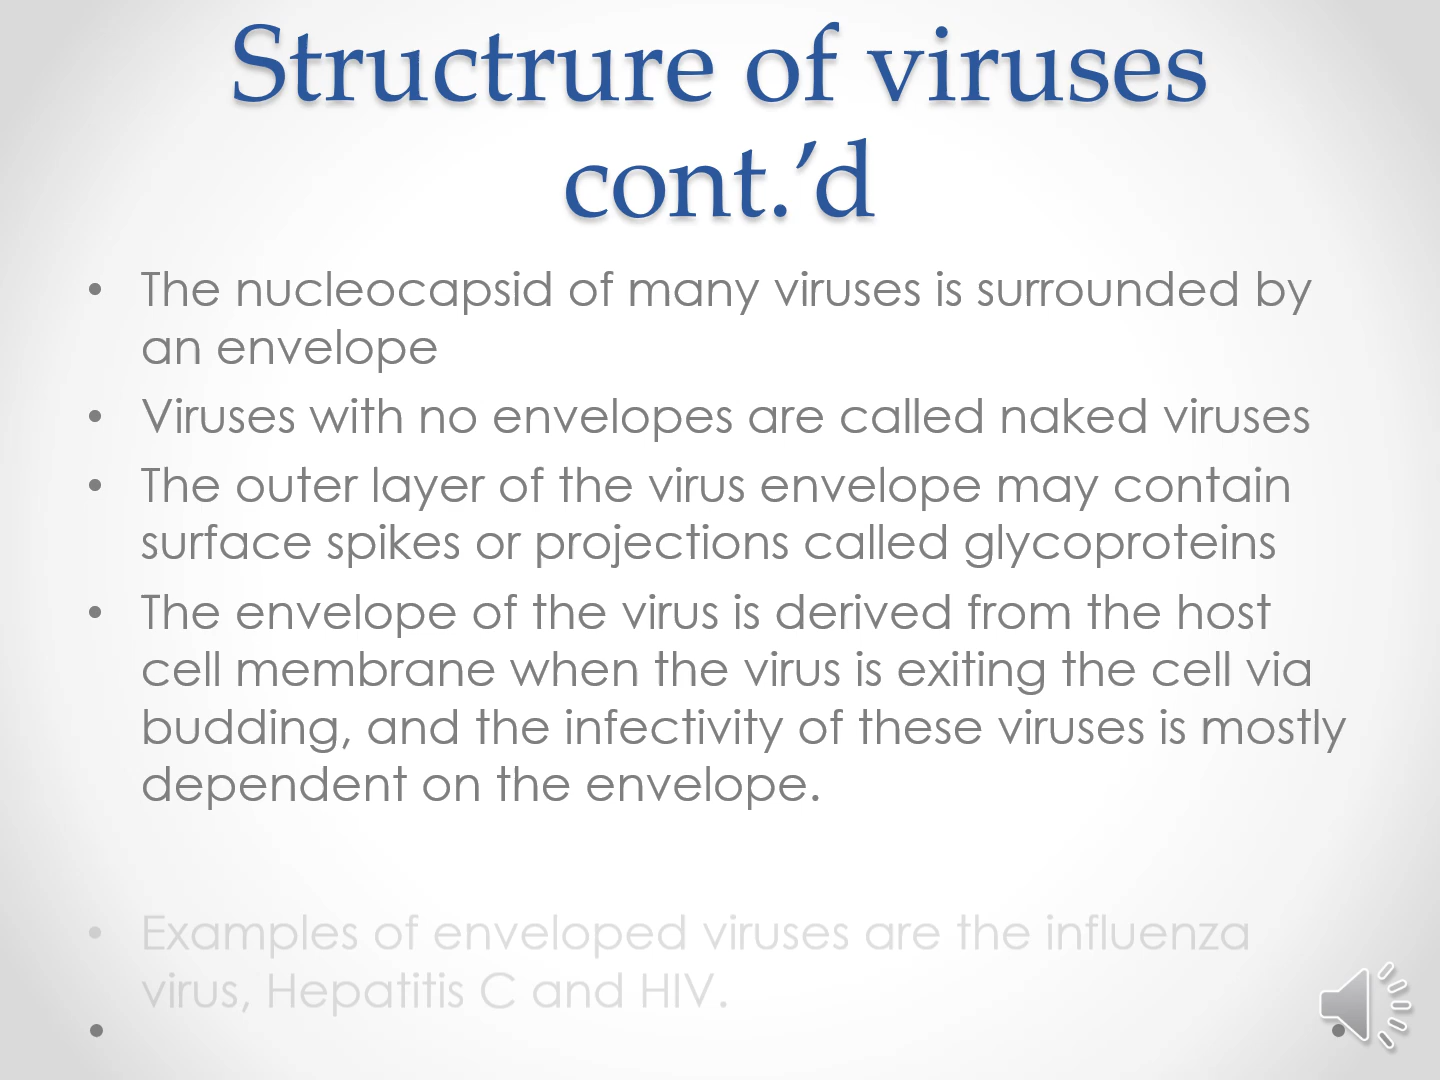 Structrure of viruses
cont.’d
• The nucleocapsid of many viruses is surrounded by
an envelope
• Viruses with no envelopes are called naked viruses
• The outer layer of the virus envelope may contain
surface spikes or projections called glycoproteins
• The envelope of the virus is derived from the host
cell membrane when the virus is exiting the cell via
budding, and the infectivity of these viruses is mostly
dependent on the envelope.
• Examples of enveloped viruses are the influenza
virus, Hepatitis C and HIV.